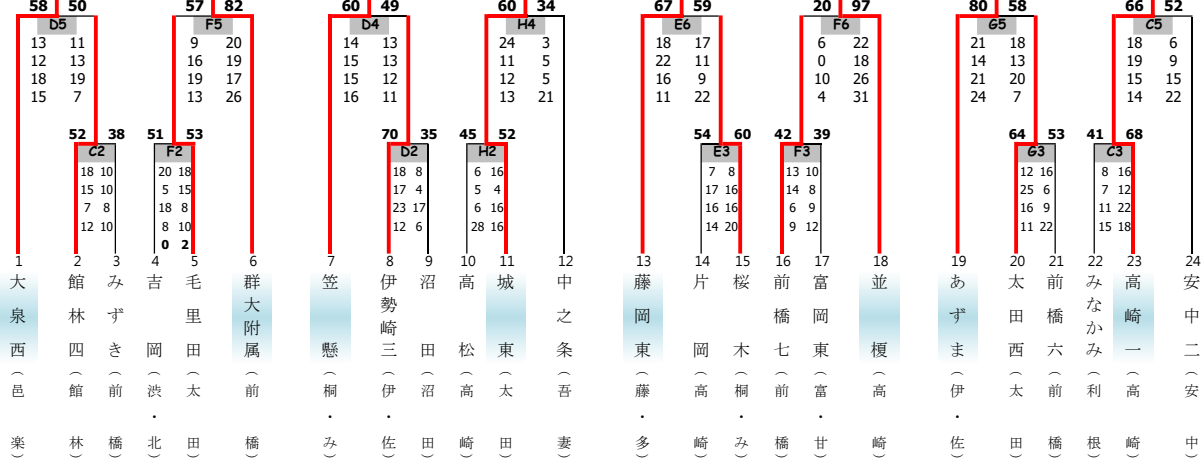 58 50 57 82 60 49 60 34 67 59 20 97 80 58 66 52
D5 F5 D4 H4 E6 F6 G5 C5
13 11 9 20 14 13 24 3 18 17 6 22 21 18 18 6
12 13 16 19 15 13 11 5 22 11 0 18 14 13 19 9
18 19 19 17 15 12 12 5 16 9 10 26 21 20 15 15
15 7 13 26 16 11 13 21 11 22 4 31 24 7 14 22
52 38 51 53 70 35 45 52 54 60 42 39 64 53 41 68
C2 F2 D2 H2 E3 F3 G3 C3
18 10 20 18 18 8 6 16 7 8 13 10 12 16 8 16
15 10 5 15 17 4 5 4 17 16 14 8 25 6 7 12
7 8 18 8 23 17 6 16 16 16 6 9 16 9 11 22
12 10 8 10 12 6 28 16 14 20 9 12 11 22 15 18
0 2
1 2 3 4 5 6 7 8 9 10 11 12 13 14 15 16 17 18 19 20 21 22 23 24
大泉西(邑楽)
館林四(館林)
みずき(前橋)
吉岡(渋・北)
毛里田(太田)
群大附属(前橋)
笠懸(桐・み)
伊勢崎三(伊・佐)
沼田(沼田)
高松(高崎)
城東(太田)
中之条(吾妻)
藤岡東(藤・多)
片岡(高崎)
桜木(桐・み)
前橋七(前橋)
富岡東(富・甘)
並榎(高崎)
あずま(伊・佐)
太田西(太田)
前橋六(前橋)
みなかみ(利根)
高崎一(高崎)
安中二(安中)